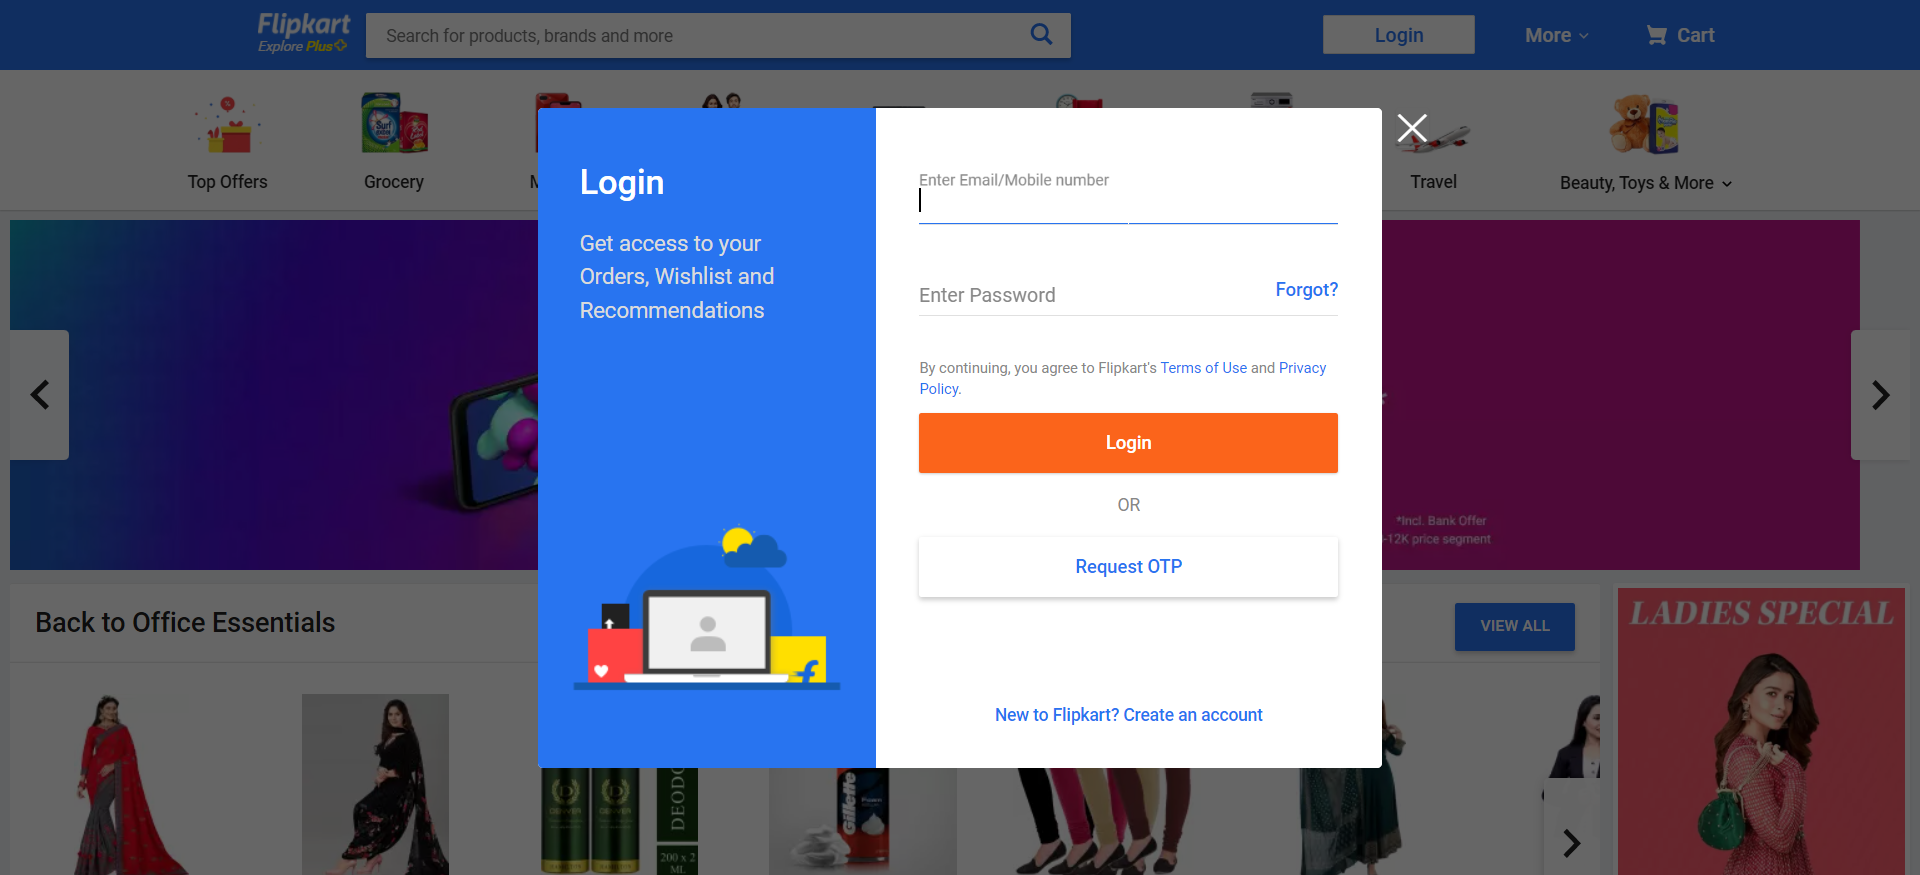 Flipkart
Explore Plus
Search for products, brands and more
Login
More
Cart
Top Offers
Grocery
Travel
Beauty, Toys & More
Login
Get access to your
Orders, Wishlist and
Recommendations
Enter Email/Mobile number
Enter Password
Forgot?
By continuing, you agree to Flipkart's Terms of Use and Privacy
Policy.
Login
OR
Request OTP
New to Flipkart? Create an account
*Incl. Bank Offer
-12K price segment
Back to Office Essentials
VIEW ALL
LADIES SPECIAL
Surf
DENVER
DENVER
DEODO
200 x 2
ML
Gillette